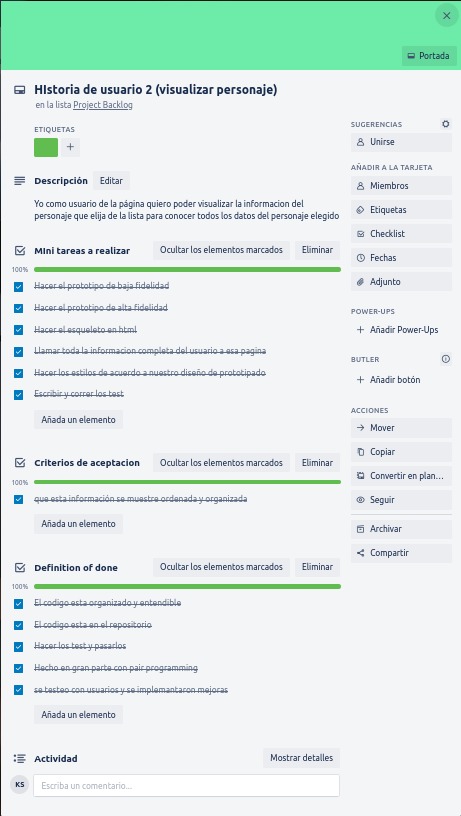 Portada
HIstoria de usuario 2 (visualizar personaje)
en la lista Project Backlog
ETIQUETAS
+
Descripción Editar
Yo como usuario de la página quiero poder visualizar la informacion del
personaje que elija de la lista para conocer todos los datos del personaje elegido
MIni tareas a realizar Ocultar los elementos marcados Eliminar
100%
Hacer el prototipo de baja fidelidad
Hacer el prototipo de alta fidelidad
Hacer el esqueleto en html
Llamar toda la informacion completa del usuario a esa pagina
Hacer los estilos de acuerdo a nuestro diseño de prototipado
Escribir y correr los test
Añada un elemento
Criterios de aceptacion Ocultar los elementos marcados Eliminar
100%
que esta información se muestre ordenada y organizada
Añada un elemento
Definition of done Ocultar los elementos marcados Eliminar
100%
El codigo esta organizado y entendible
El codigo esta en el repositorio
Hacer los test y pasarlos
Hecho en gran parte con pair programming
se testeo con usuarios y se implemantaron mejoras
Añada un elemento
Actividad Mostrar detalles
KS Escriba un comentario...
SUGERENCIAS
Unirse
AÑADIR A LA TARJETA
Miembros
Etiquetas
Checklist
Fechas
Adjunto
POWER-UPS
+ Añadir Power-Ups
BUTLER
+ Añadir botón
ACCIONES
Mover
Copiar
Convertir en plan...
Seguir
Archivar
Compartir